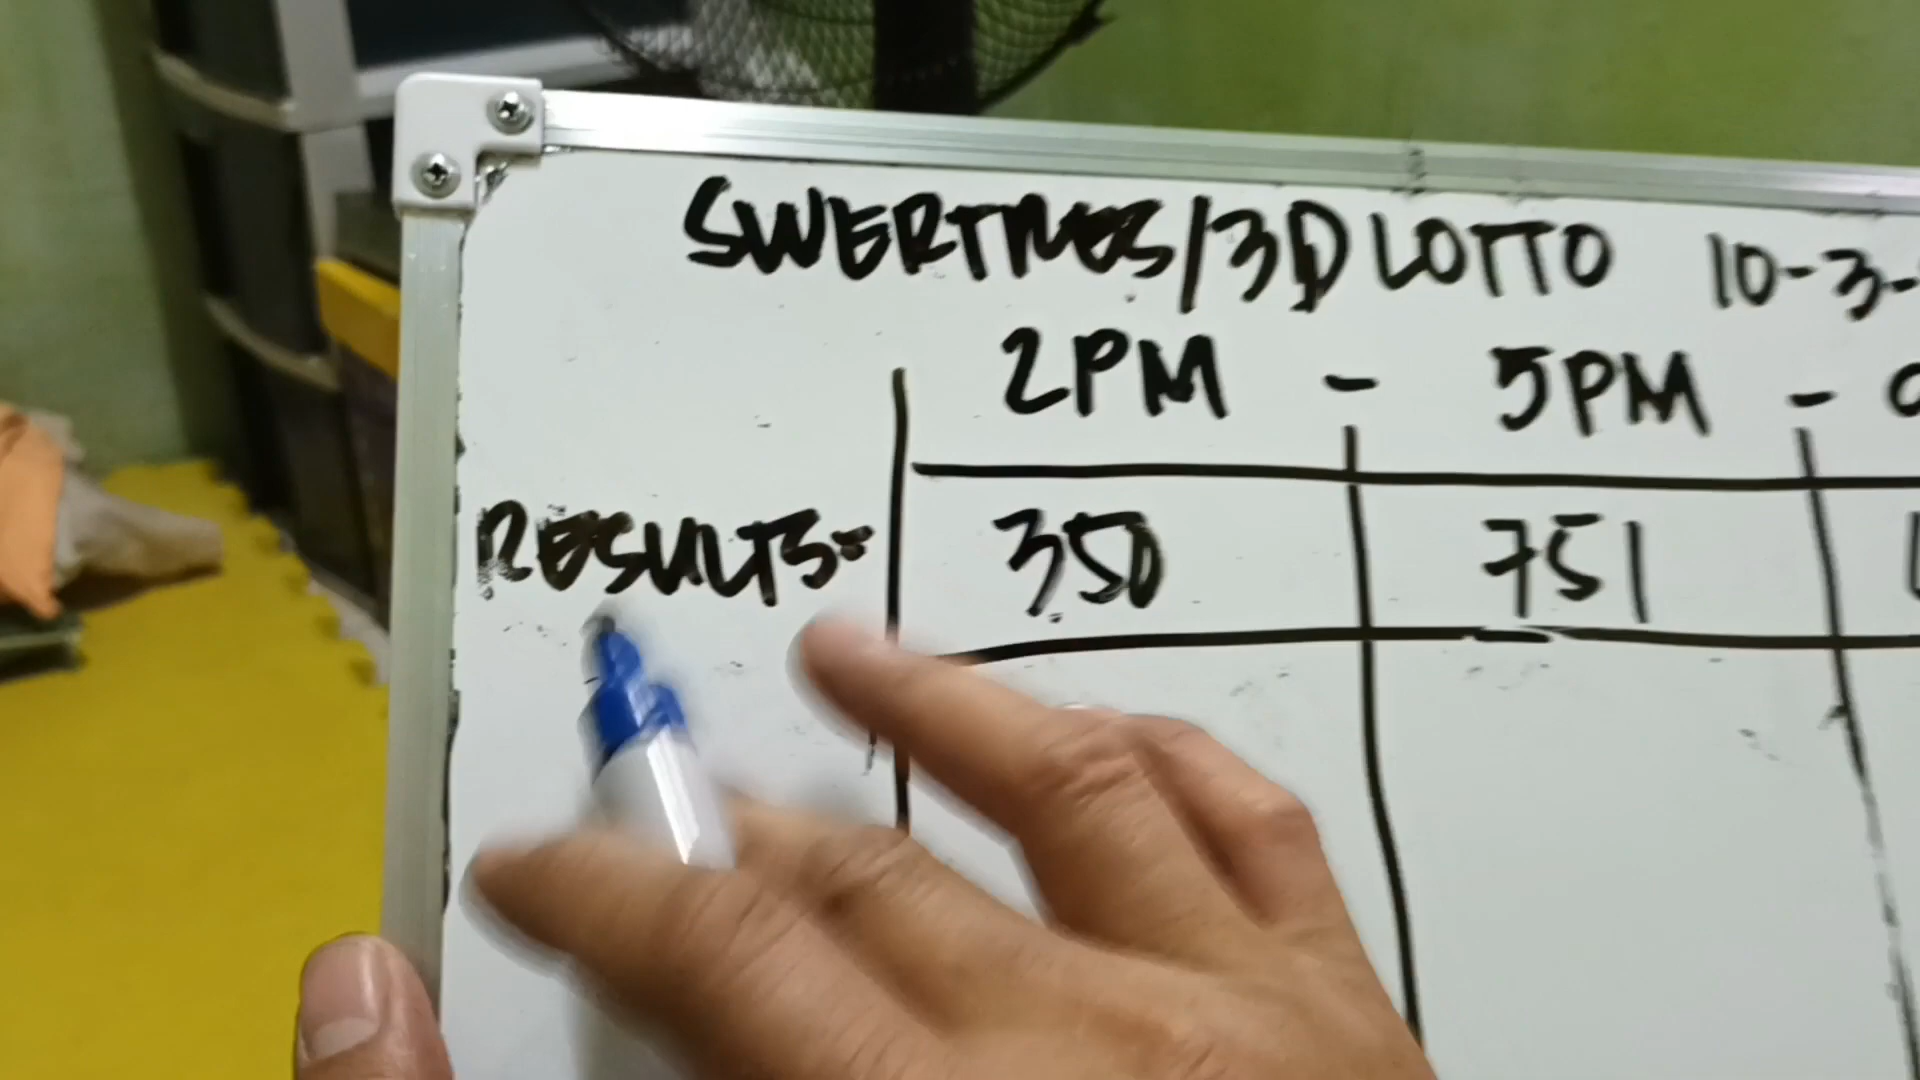 SWERTRES/3D LOTTO 10-3-
2PM - 5PM -
RESULTS= 350 751